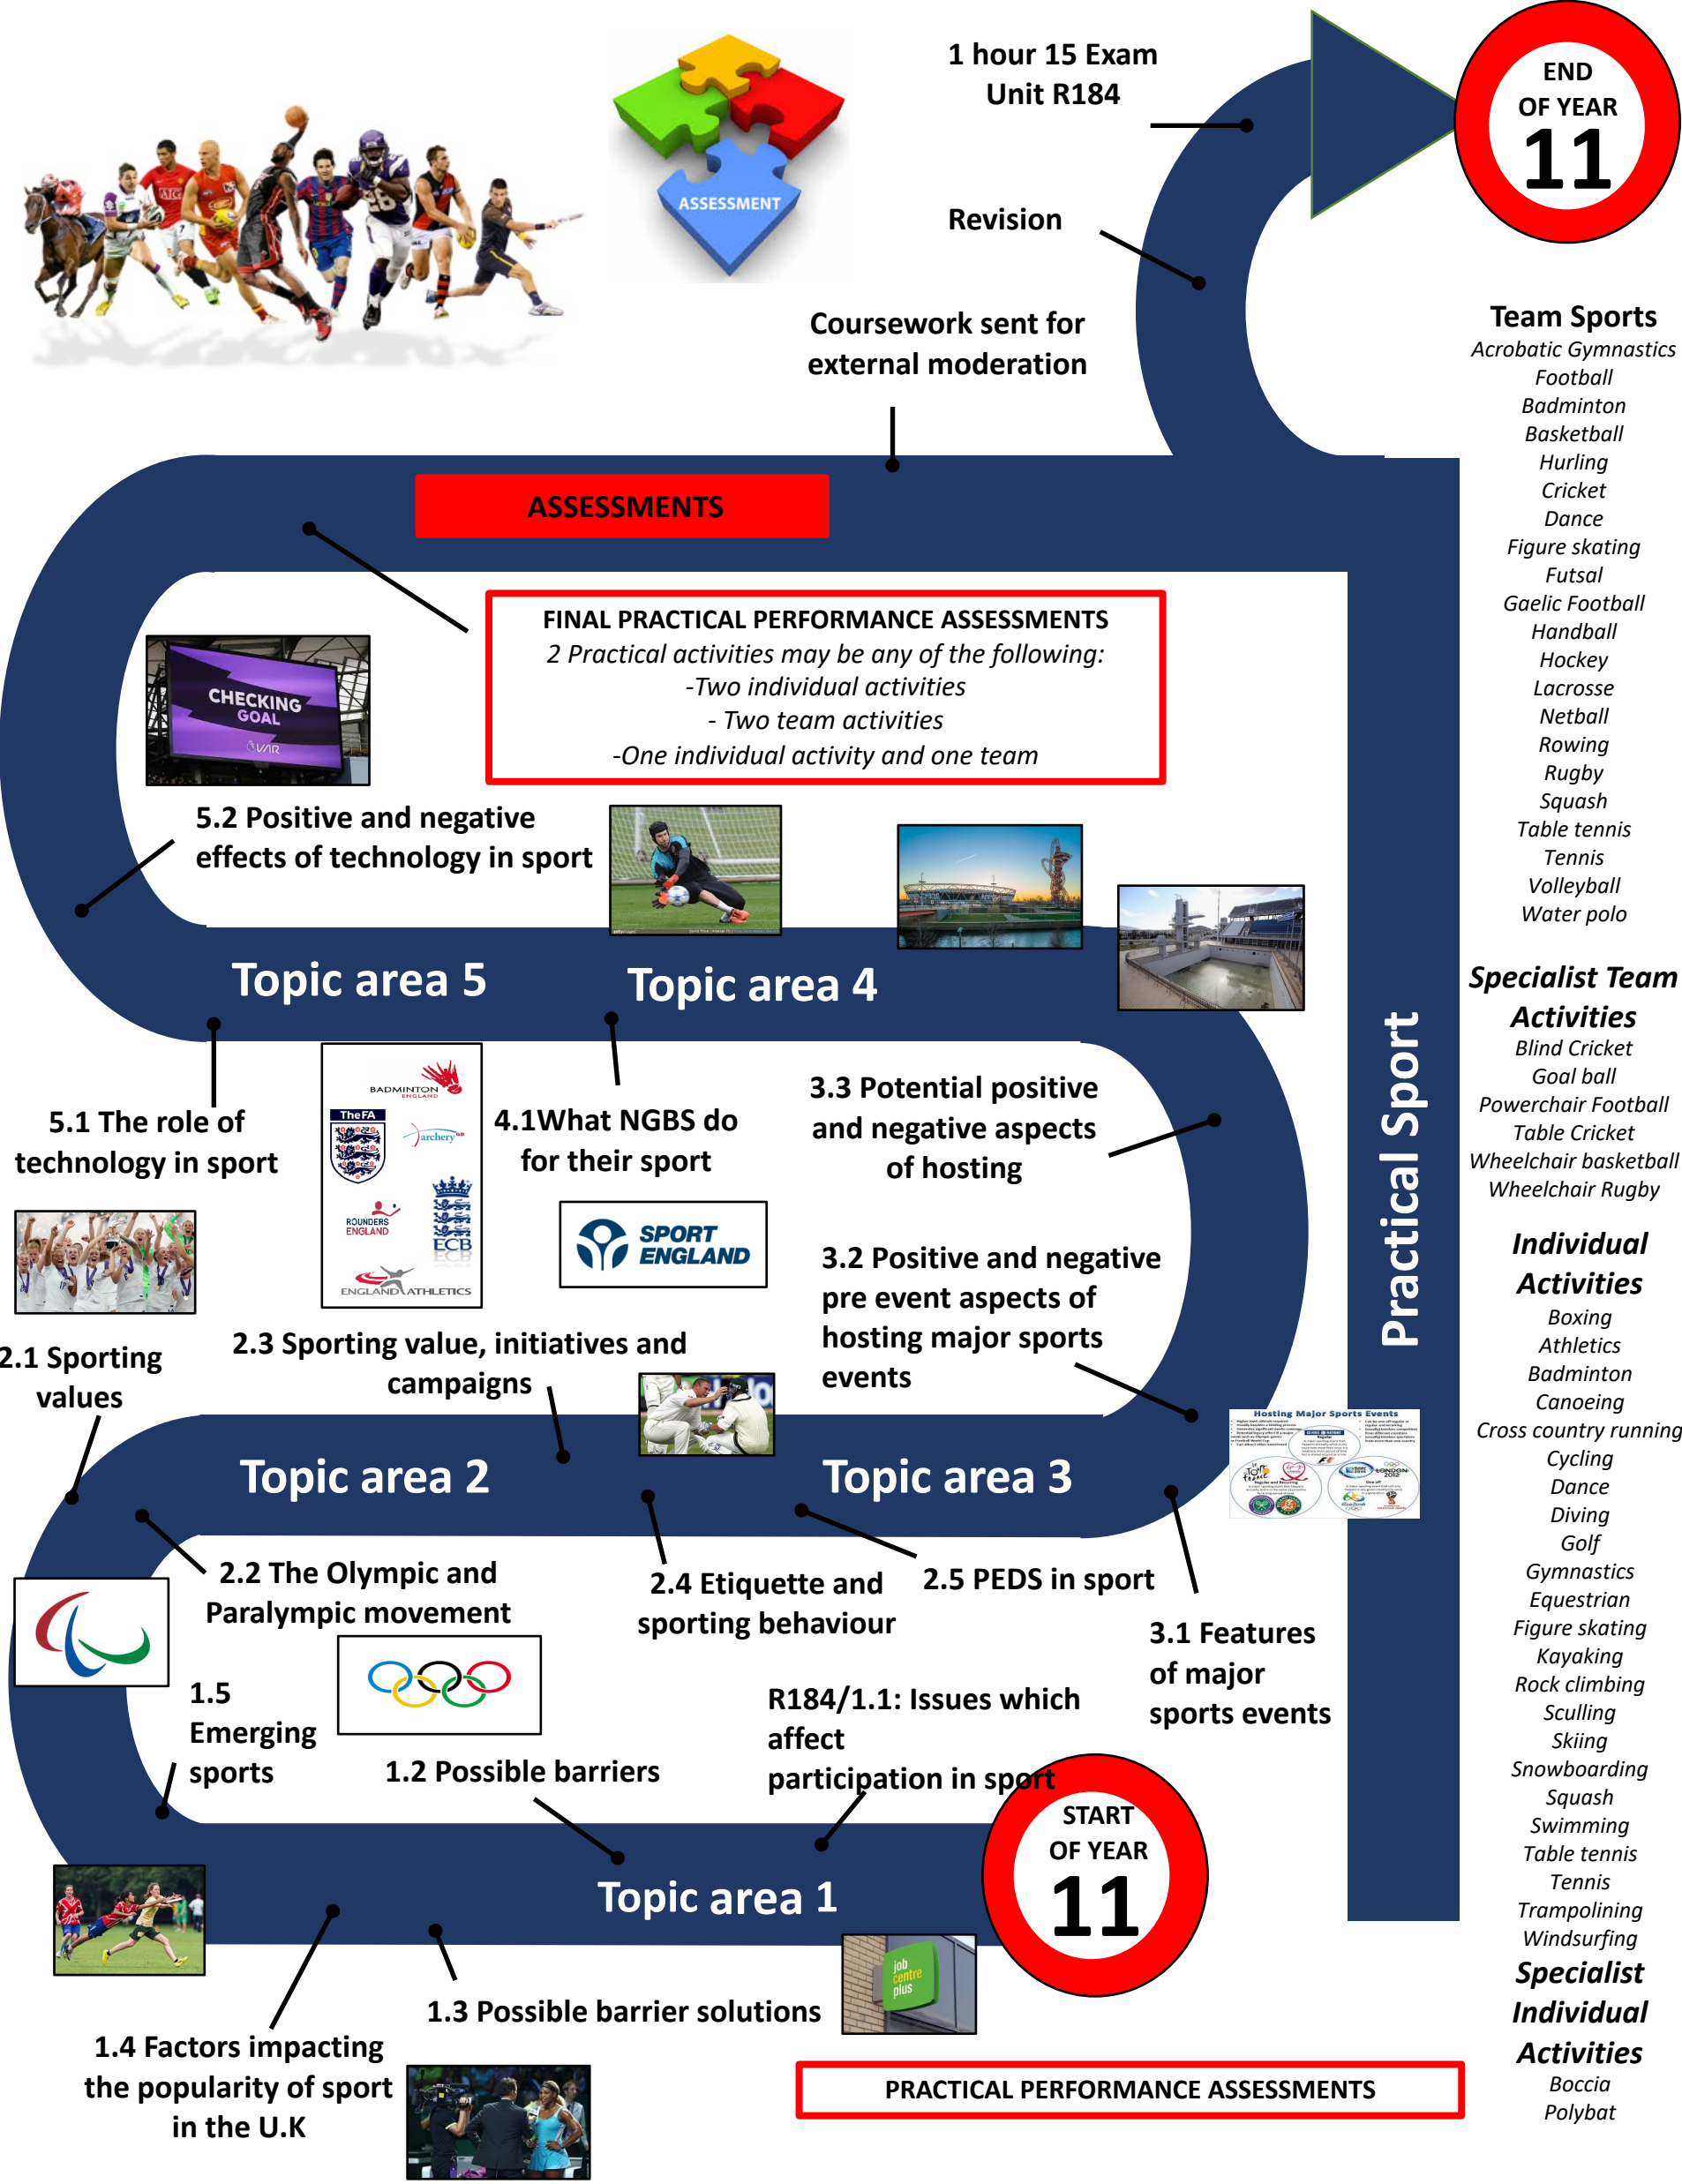 1 hour 15 Exam
Unit R184
END
OF YEAR
11
ASSESSMENT
Revision
Coursework sent for
external moderation
ASSESSMENTS
FINAL PRACTICAL PERFORMANCE ASSESSMENTS
2 Practical activities may be any of the following:
-Two individual activities
- Two team activities
-One individual activity and one team
CHECKING
GOAL
VAR
5.2 Positive and negative
effects of technology in sport
Topic area 5
Topic area 4
5.1 The role of
technology in sport
BADMINTON
ENGLAND
The FA
archery GB
ROUNDERS
ENGLAND
ECB
ENGLAND ATHLETICS
4.1What NGBS do
for their sport
SPORT
ENGLAND
3.3 Potential positive
and negative aspects
of hosting
3.2 Positive and negative
pre event aspects of
hosting major sports
events
2.1 Sporting
values
2.3 Sporting value, initiatives and
campaigns
Topic area 2
Topic area 3
Hosting Major Sports Events
2.2 The Olympic and
Paralympic movement
2.4 Etiquette and
sporting behaviour
2.5 PEDS in sport
3.1 Features
of major
sports events
1.5
Emerging
sports
1.2 Possible barriers
R184/1.1: Issues which
affect
participation in sport
START
OF YEAR
11
Topic area 1
job
centre
plus
1.3 Possible barrier solutions
1.4 Factors impacting
the popularity of sport
in the U.K
PRACTICAL PERFORMANCE ASSESSMENTS
Practical Sport
Team Sports
Acrobatic Gymnastics
Football
Badminton
Basketball
Hurling
Cricket
Dance
Figure skating
Futsal
Gaelic Football
Handball
Hockey
Lacrosse
Netball
Rowing
Rugby
Squash
Table tennis
Tennis
Volleyball
Water polo
Specialist Team
Activities
Blind Cricket
Goal ball
Powerchair Football
Table Cricket
Wheelchair basketball
Wheelchair Rugby
Individual
Activities
Boxing
Athletics
Badminton
Canoeing
Cross country running
Cycling
Dance
Diving
Golf
Gymnastics
Equestrian
Figure skating
Kayaking
Rock climbing
Sculling
Skiing
Snowboarding
Squash
Swimming
Table tennis
Tennis
Trampolining
Windsurfing
Specialist
Individual
Activities
Boccia
Polybat